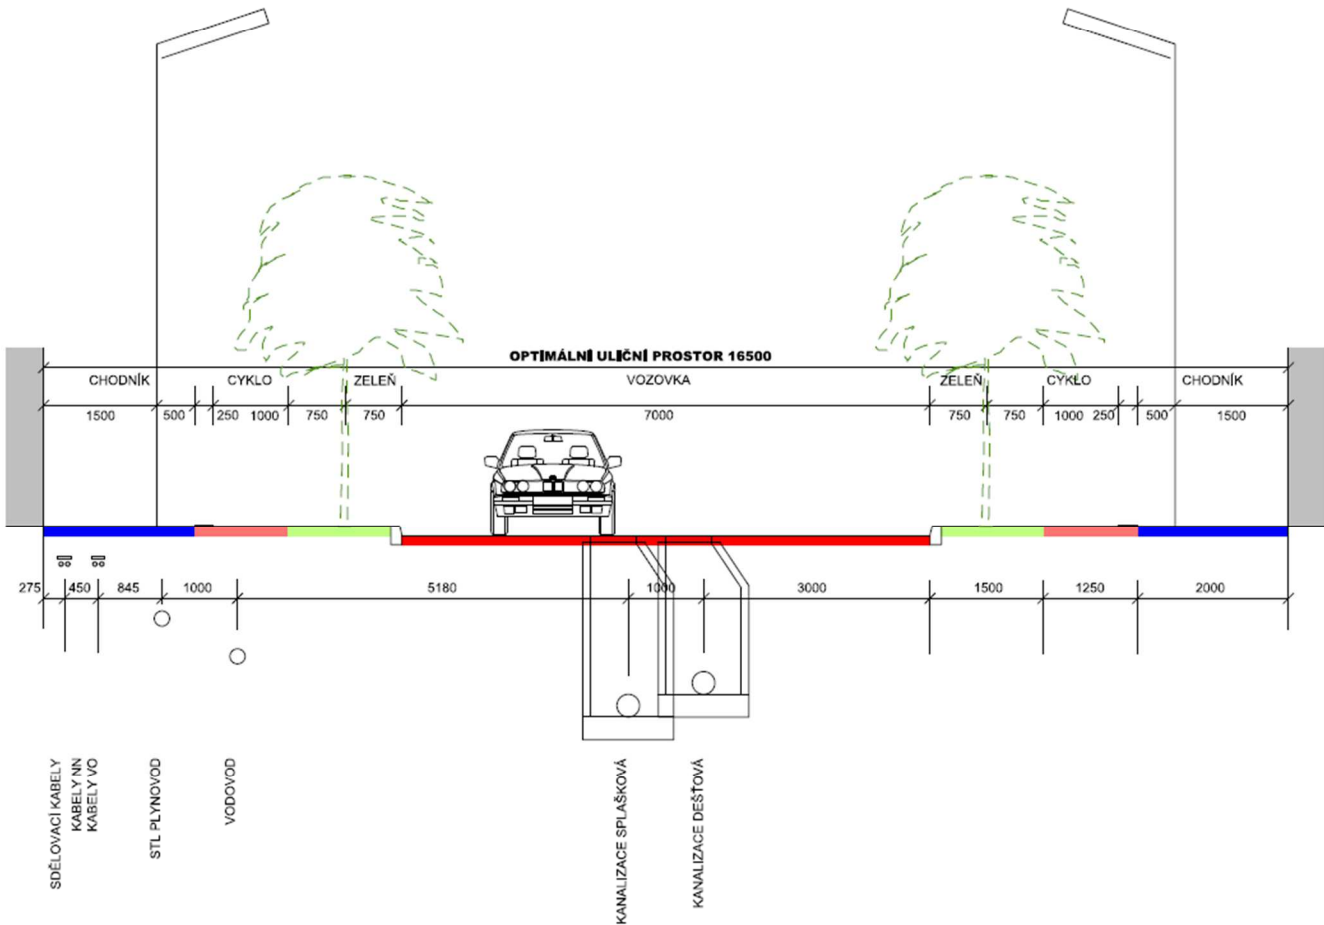 OPTIMÁLNÍ ULIČNÍ PROSTOR 16500
CHODNÍK CYKLO ZELEŇ VOZOVKA ZELEŇ CYKLO CHODNÍK
1500 500 250 1000 750 750 7000 750 750 1000 250 500 1500
275 450 845 1000 5180 1000 3000 1500 1250 2000
SDĚLOVACÍ KABELY
KABELY NN
KABELY VO
STL PLYNOVOD
VODOVOD
KANALIZACE SPLAŠKOVÁ
KANALIZACE DEŠŤOVÁ